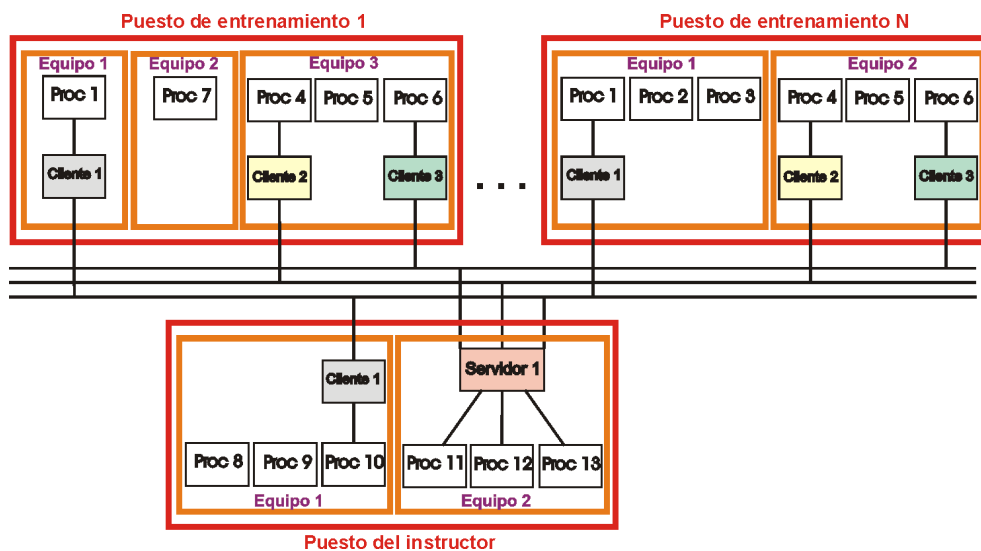 Puesto de entrenamiento 1
Puesto de entrenamiento N
Equipo 1
Equipo 2
Equipo 3
Equipo 1
Equipo 2
Proc 1
Proc 7
Proc 4
Proc 5
Proc 6
Proc 1
Proc 2
Proc 3
Proc 4
Proc 5
Proc 6
Cliente 1
Cliente 2
Cliente 3
. . .
Cliente 1
Cliente 2
Cliente 3
Cliente 1
Servidor 1
Proc 8
Proc 9
Proc 10
Proc 11
Proc 12
Proc 13
Equipo 1
Equipo 2
Puesto del instructor